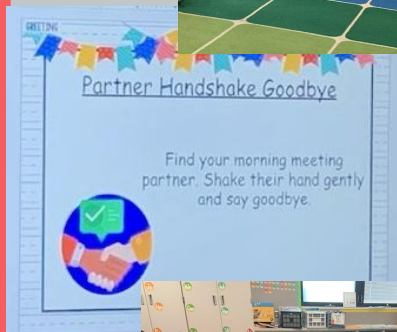 GREETING
Partner Handshake Goodbye
Find your morning meeting
partner. Shake their hand gently
and say goodbye.